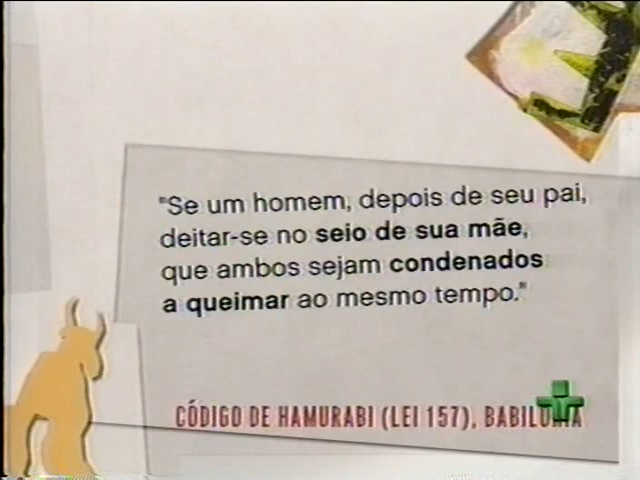 "Se um homem, depois de seu pai,
deitar-se no seio de sua mãe,
que ambos sejam condenados
a queimar ao mesmo tempo."
CÓDIGO DE HAMURABI (LEI 157), BABILÔNIA